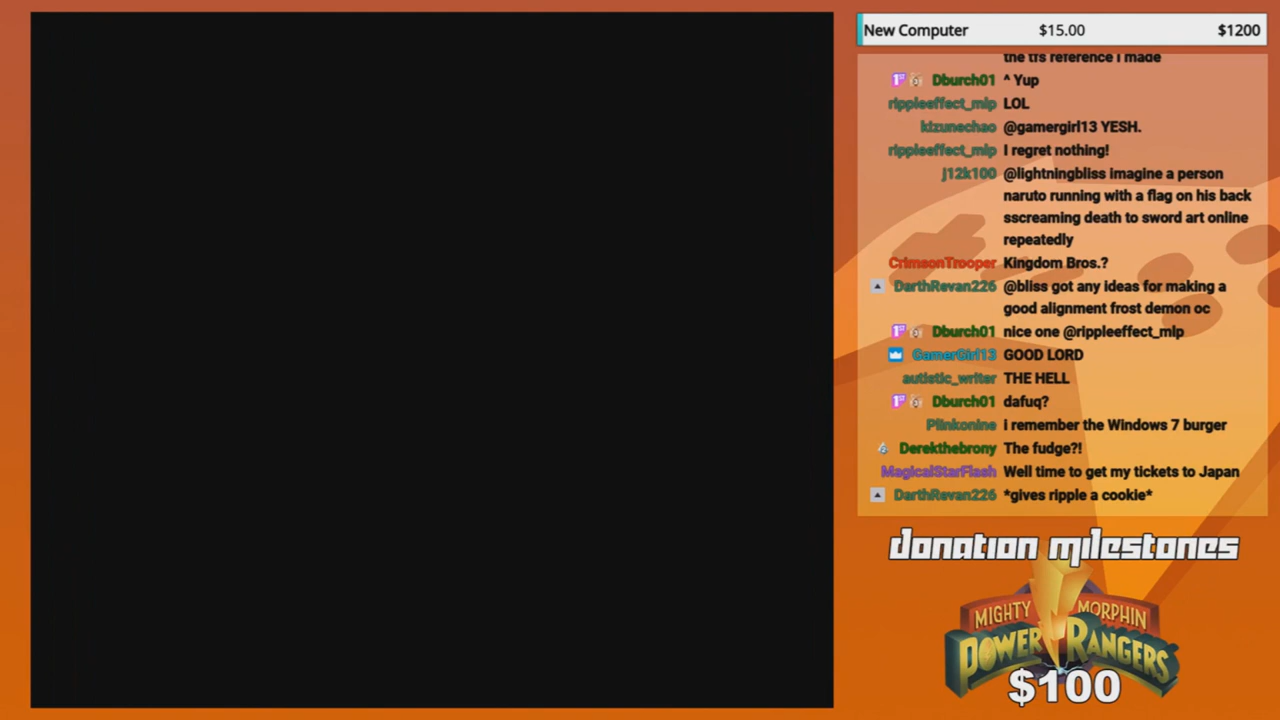 New Computer $15.00 $1200
the tfs reference i made
Dburch01 ^ Yup
rippleeffect_mlp LOL
kizunechao @gamergirl13 YESH.
rippleeffect_mlp I regret nothing!
j12k100 @lightningbliss imagine a person
naruto running with a flag on his back
sscreaming death to sword art online
repeatedly
CrimsonTrooper Kingdom Bros.?
DarthRevan226 @bliss got any ideas for making a
good alignment frost demon oc
1st Dburch01 nice one @rippleeffect_mlp
GamerGirl13 GOOD LORD
autistic_writer THE HELL
Dburch01 dafuq?
Plinkonine i remember the Windows 7 burger
Derekthebrony The fudge?!
MagicalStarFlash Well time to get my tickets to Japan
DarthRevan226 *gives ripple a cookie*
donation milestones
MIGHTY MORPHIN
POWER RANGERS
$100